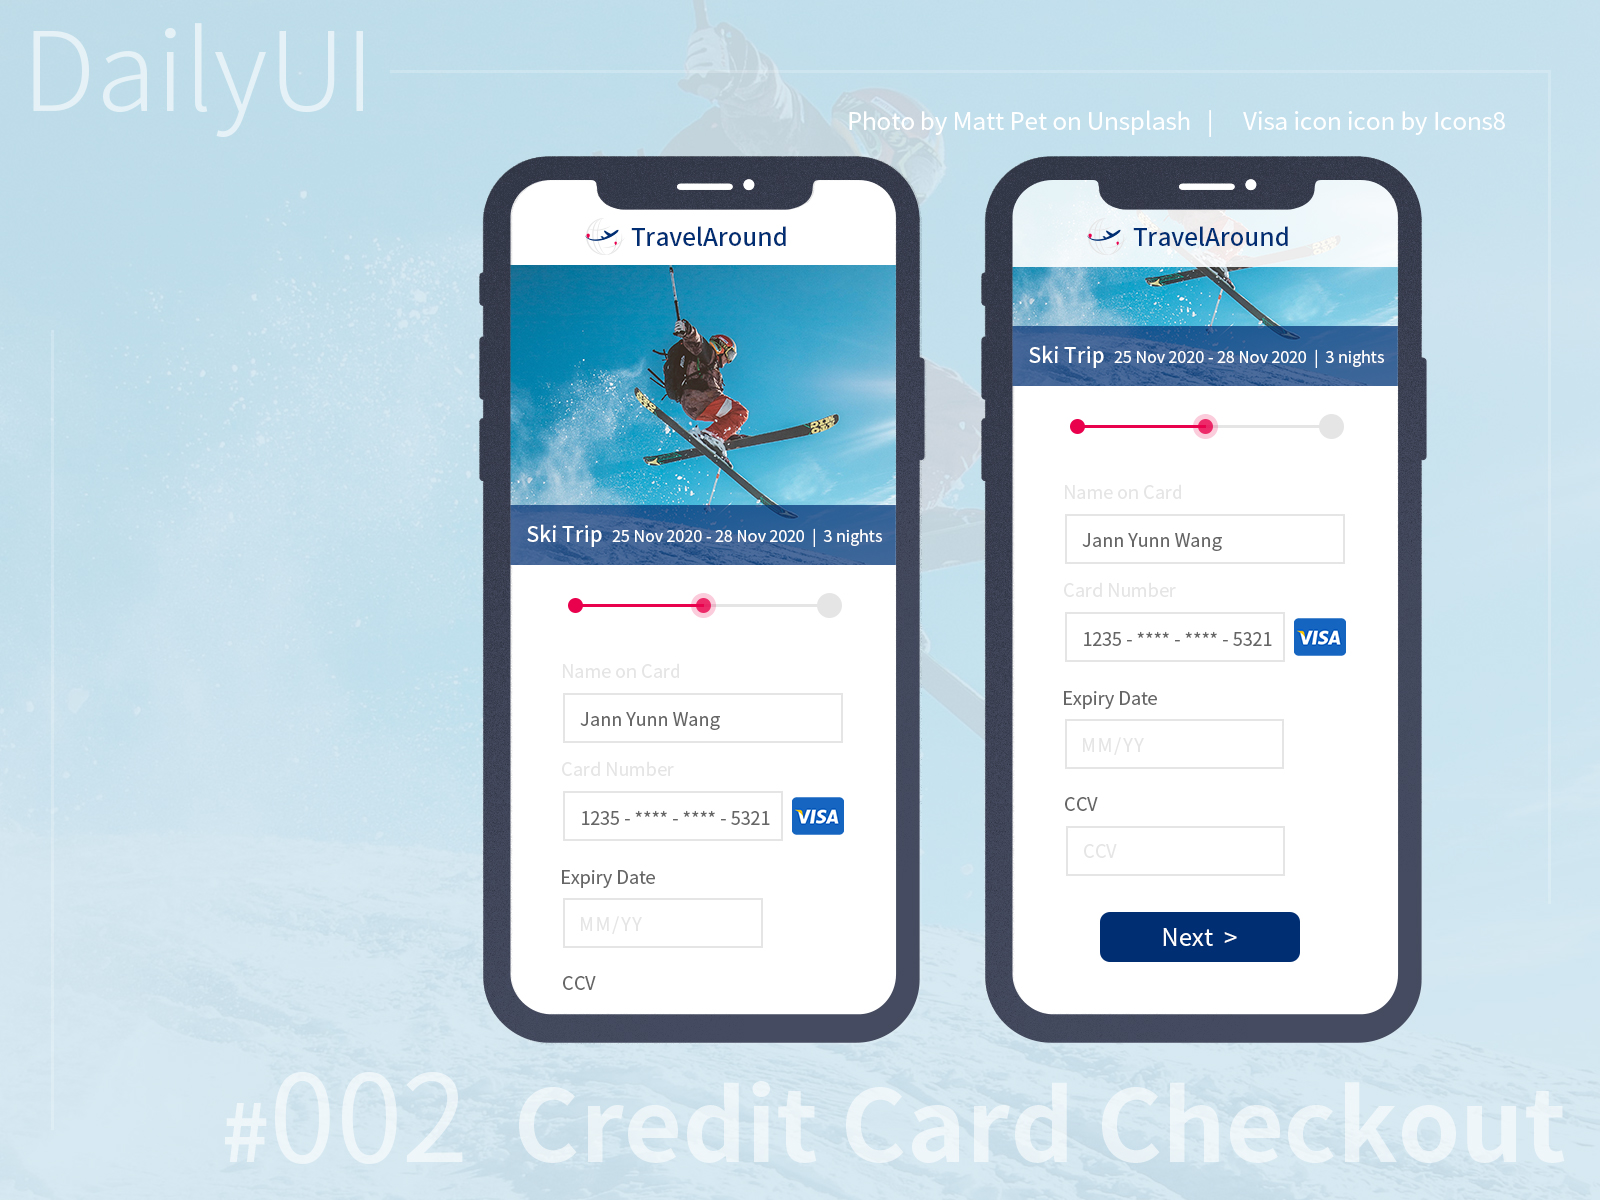 DailyUI
Photo by Matt Pet on Unsplash | Visa icon icon by Icons8
TravelAround
Ski Trip 25 Nov 2020 - 28 Nov 2020 | 3 nights
Name on Card
Jann Yunn Wang
Card Number
1235 - **** - **** - 5321
VISA
Expiry Date
MM/YY
CCV
TravelAround
Ski Trip 25 Nov 2020 - 28 Nov 2020 | 3 nights
Name on Card
Jann Yunn Wang
Card Number
1235 - **** - **** - 5321
VISA
Expiry Date
MM/YY
CCV
CCV
Next >
#002 Credit Card Checkout